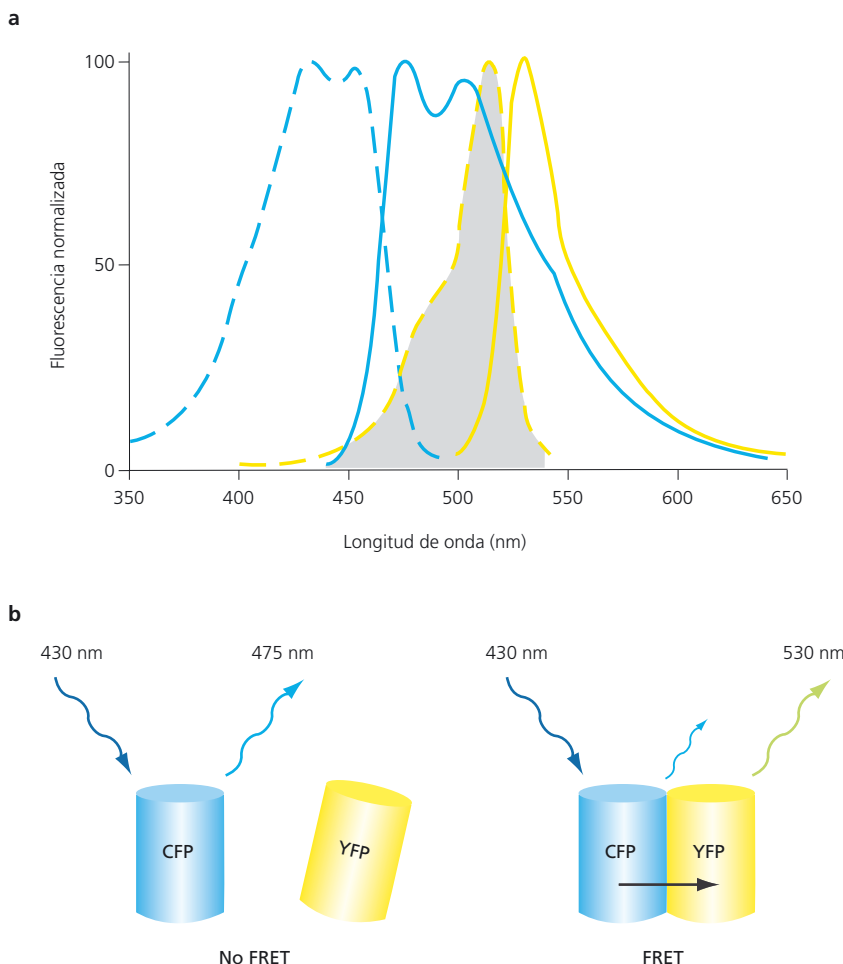 a
100
50
0
Fluorescencia normalizada
350 400 450 500 550 600 650
Longitud de onda (nm)
b
430 nm 475 nm 430 nm 530 nm
CFP YFP CFP YFP
No FRET FRET